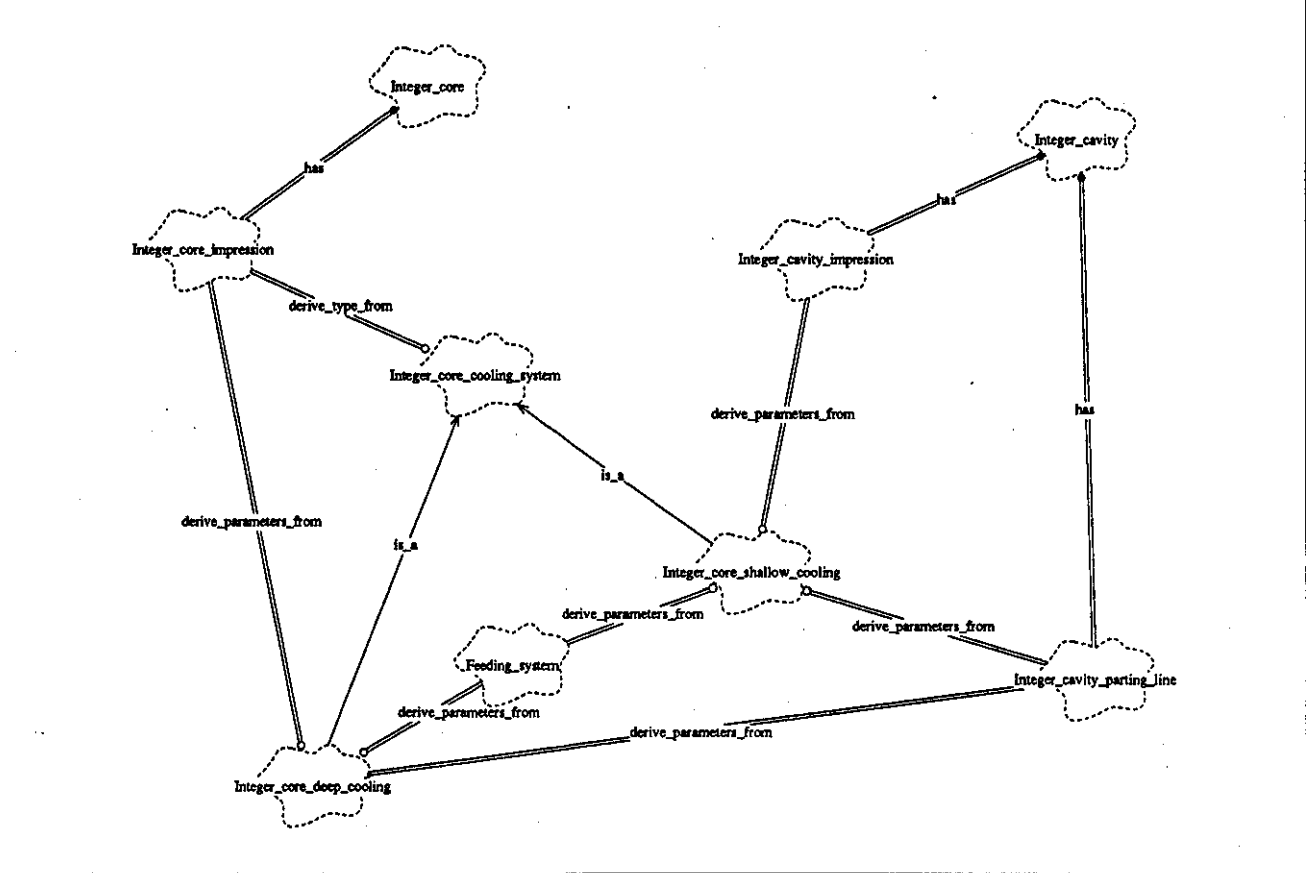 Integer_core
Integer_cavity
has
has
Integer_core_impression
Integer_cavity_impression
derive_type_from
Integer_core_cooling_system
derive_parameters_from
has
is_a
derive_parameters_from
is_a
Integer_core_shallow_cooling
derive_parameters_from
derive_parameters_from
Feeding_system
Integer_cavity_parting_line
derive_parameters_from
derive_parameters_from
Integer_core_deep_cooling